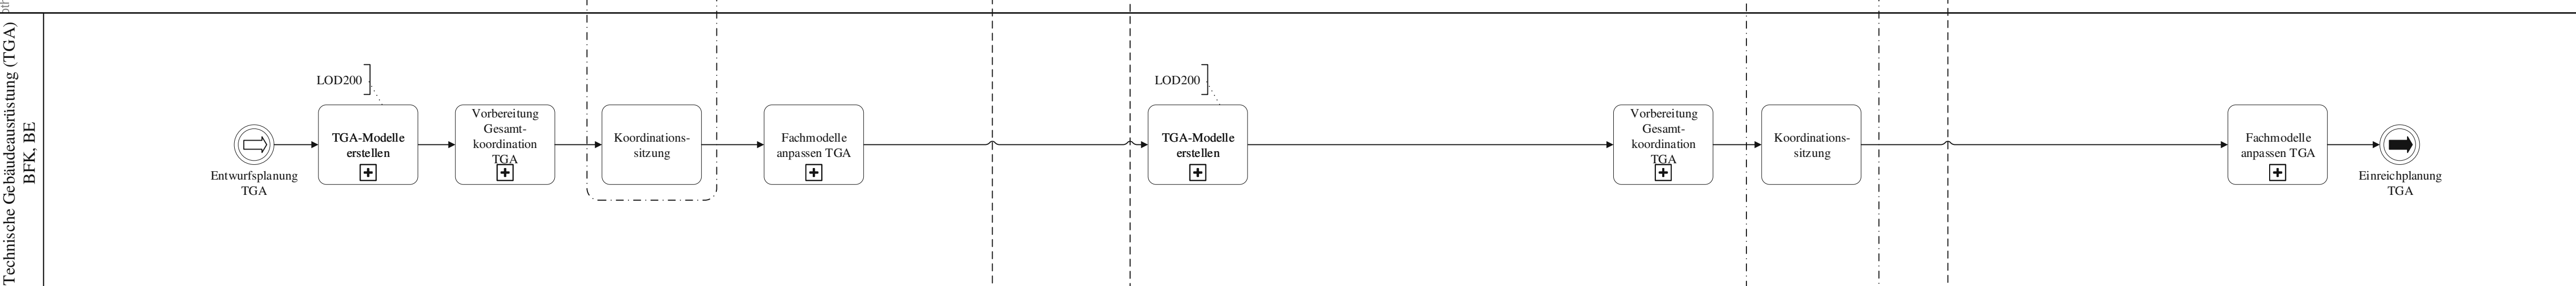 Technische Gebäudeausrüstung (TGA)
BFK, BE
Entwurfsplanung
TGA
LOD200
TGA-Modelle
erstellen
Vorbereitung
Gesamt-
koordination
TGA
Koordinations-
sitzung
Fachmodelle
anpassen TGA
LOD200
TGA-Modelle
erstellen
Vorbereitung
Gesamt-
koordination
TGA
Koordinations-
sitzung
Fachmodelle
anpassen TGA
Einreichplanung
TGA